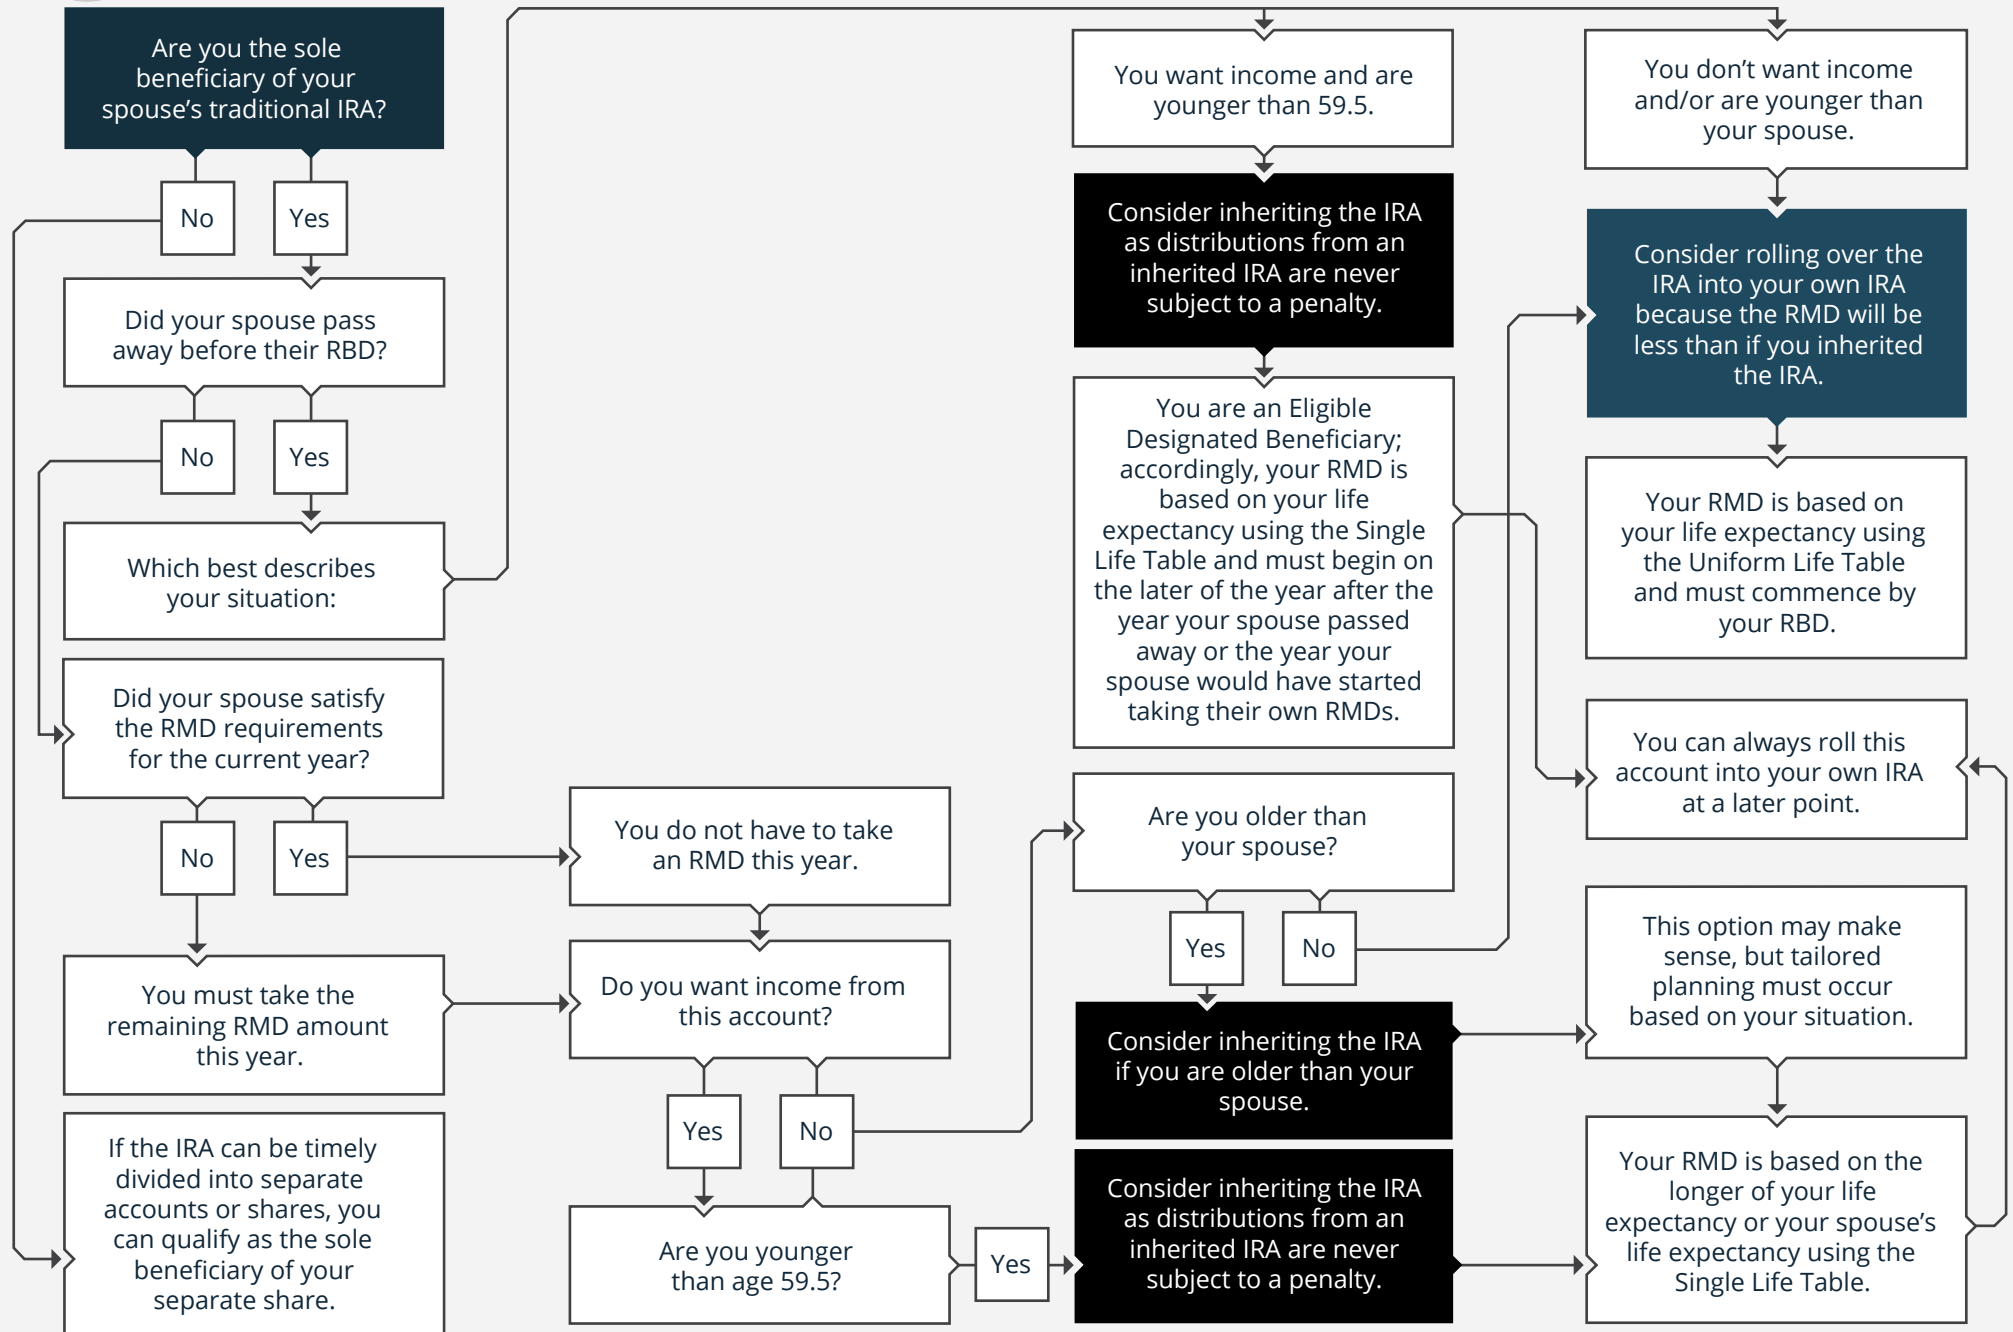 Are you the sole
beneficiary of your
spouse’s traditional IRA?
No
Yes
Did your spouse pass
away before their RBD?
No
Yes
Which best describes
your situation:
Did your spouse satisfy
the RMD requirements
for the current year?
No
Yes
You must take the
remaining RMD amount
this year.
If the IRA can be timely
divided into separate
accounts or shares, you
can qualify as the sole
beneficiary of your
separate share.
You do not have to take
an RMD this year.
Do you want income from
this account?
Yes
No
Are you younger
than age 59.5?
Yes
You want income and are
younger than 59.5.
Consider inheriting the IRA
as distributions from an
inherited IRA are never
subject to a penalty.
You are an Eligible
Designated Beneficiary;
accordingly, your RMD is
based on your life
expectancy using the Single
Life Table and must begin on
the later of the year after the
year your spouse passed
away or the year your
spouse would have started
taking their own RMDs.
Are you older than
your spouse?
Yes
No
Consider inheriting the IRA
if you are older than your
spouse.
Consider inheriting the IRA
as distributions from an
inherited IRA are never
subject to a penalty.
You don’t want income
and/or are younger than
your spouse.
Consider rolling over the
IRA into your own IRA
because the RMD will be
less than if you inherited
the IRA.
Your RMD is based on
your life expectancy using
the Uniform Life Table
and must commence by
your RBD.
You can always roll this
account into your own IRA
at a later point.
This option may make
sense, but tailored
planning must occur
based on your situation.
Your RMD is based on the
longer of your life
expectancy or your spouse’s
life expectancy using the
Single Life Table.